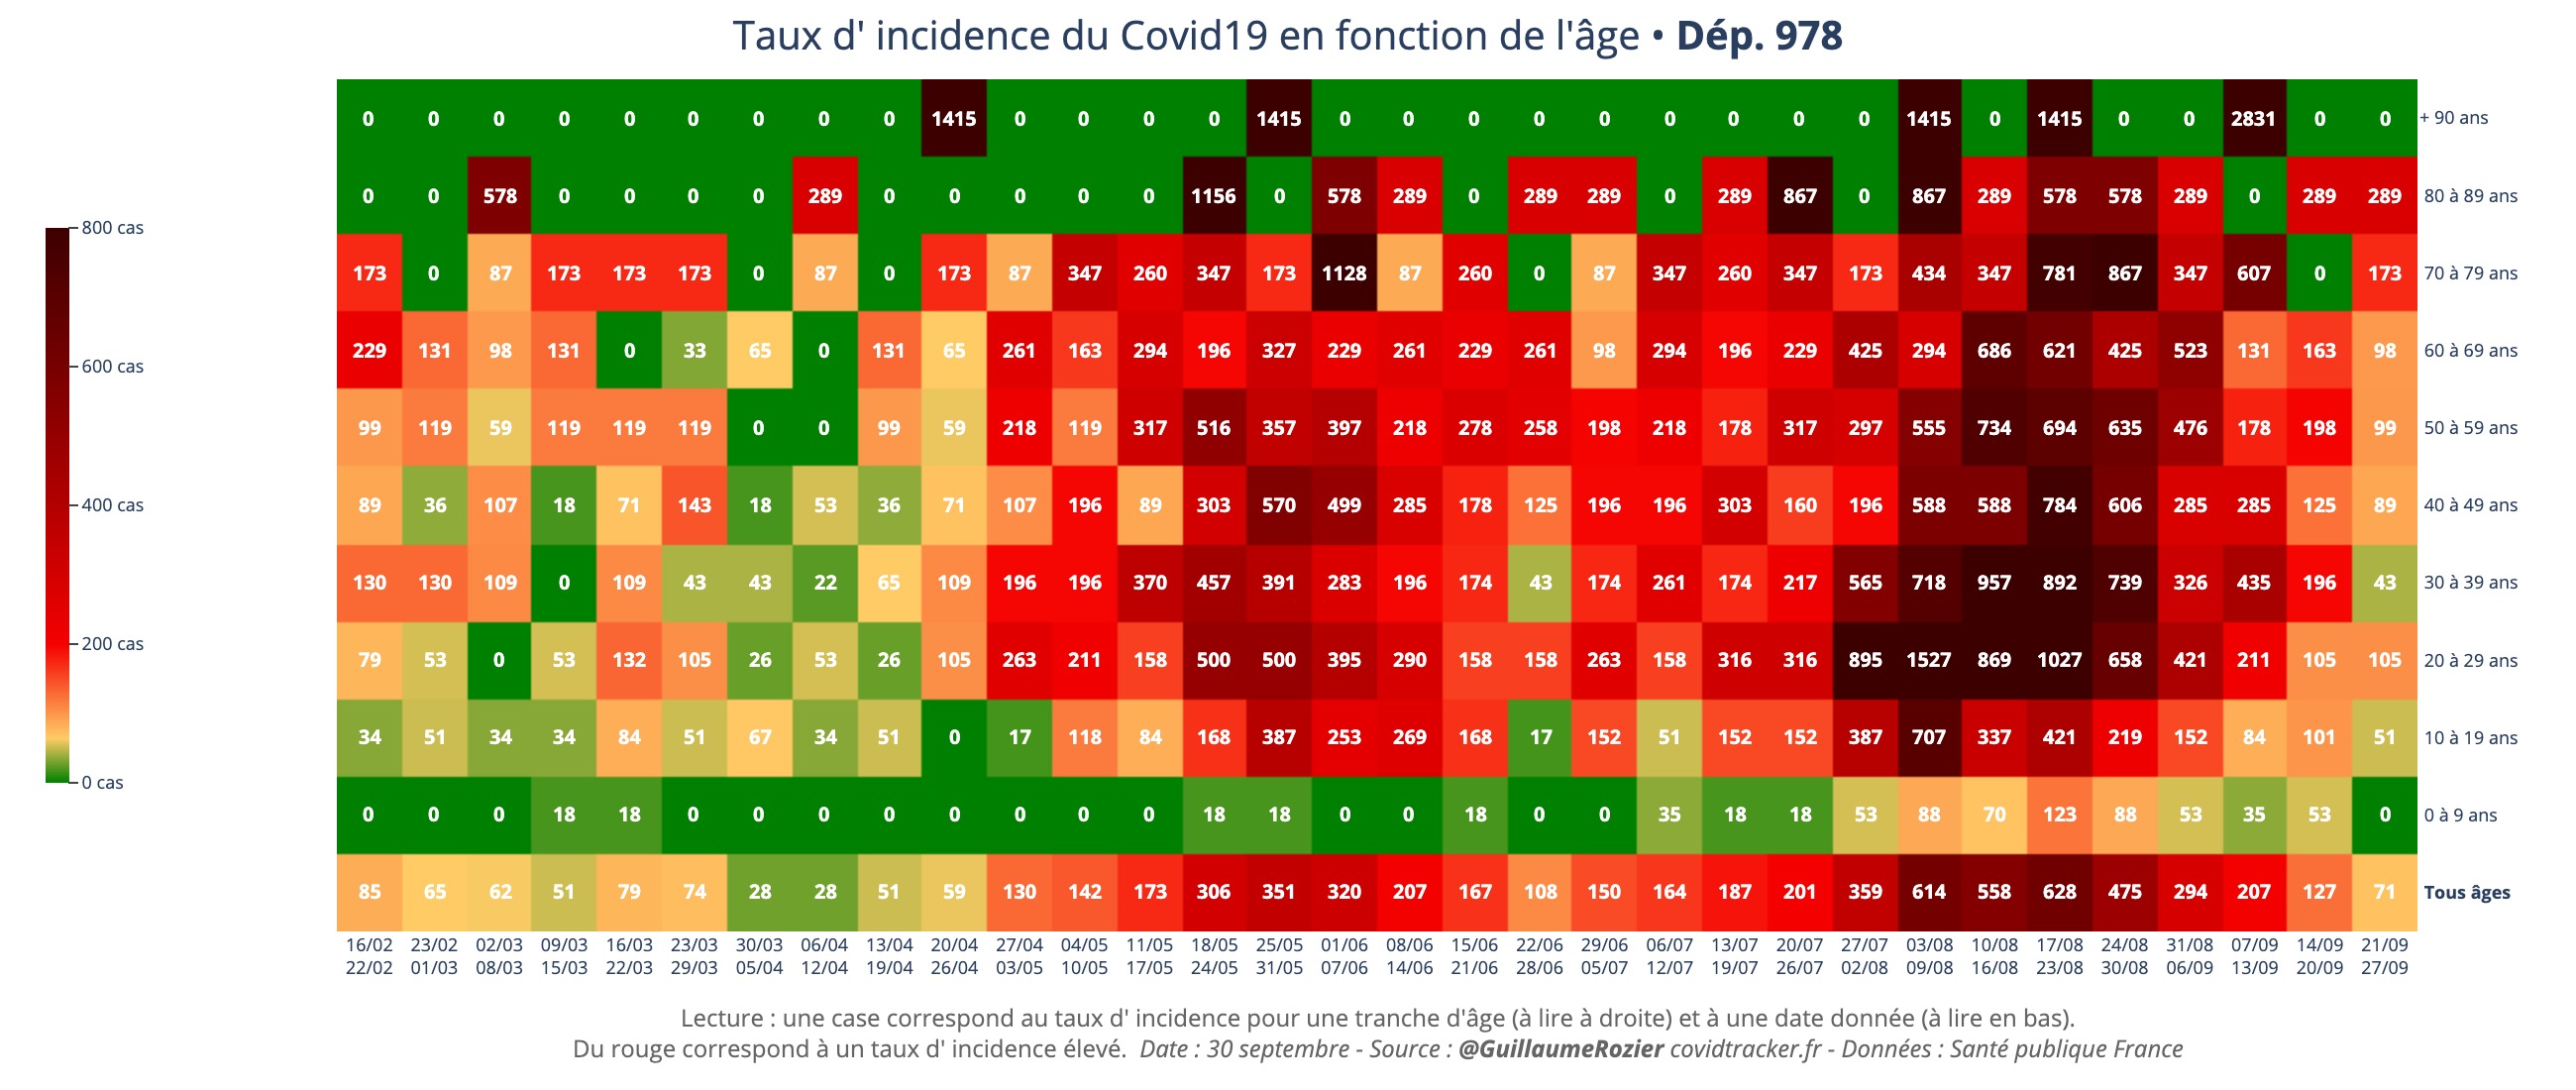 Taux d' incidence du Covid19 en fonction de l'âge • Dép. 978
0 0 0 0 0 0 0 0 0 1415 0 0 0 0 1415 0 0 0 0 0 0 0 0 0 1415 0 1415 0 0 2831 0 0 + 90 ans
0 0 578 0 0 0 0 289 0 0 0 0 0 1156 0 578 289 0 289 289 0 289 867 0 867 289 578 578 289 0 289 289 80 à 89 ans
800 cas
173 0 87 173 173 173 0 87 0 173 87 347 260 347 173 1128 87 260 0 87 347 260 347 173 434 347 781 867 347 607 0 173 70 à 79 ans
229 131 98 131 0 33 65 0 131 65 261 163 294 196 327 229 261 229 261 98 294 196 229 425 294 686 621 425 523 131 163 98 60 à 69 ans
600 cas
99 119 59 119 119 119 0 0 99 59 218 119 317 516 357 397 218 278 258 198 218 178 317 297 555 734 694 635 476 178 198 99 50 à 59 ans
400 cas
89 36 107 18 71 143 18 53 36 71 107 196 89 303 570 499 285 178 125 196 196 303 160 196 588 588 784 606 285 285 125 89 40 à 49 ans
130 130 109 0 109 43 43 22 65 109 196 196 370 457 391 283 196 174 43 174 261 174 217 565 718 957 892 739 326 435 196 43 30 à 39 ans
200 cas
79 53 0 53 132 105 26 53 26 105 263 211 158 500 500 395 290 158 158 263 158 316 316 895 1527 869 1027 658 421 211 105 105 20 à 29 ans
34 51 34 34 84 51 67 34 51 0 17 118 84 168 387 253 269 168 17 152 51 152 152 387 707 337 421 219 152 84 101 51 10 à 19 ans
0 cas
0 0 0 18 18 0 0 0 0 0 0 0 0 18 18 0 0 18 0 0 35 18 18 53 88 70 123 88 53 35 53 0 0 à 9 ans
85 65 62 51 79 74 28 28 51 59 130 142 173 306 351 320 207 167 108 150 164 187 201 359 614 558 628 475 294 207 127 71 Tous âges
16/02 23/02 02/03 09/03 16/03 23/03 30/03 06/04 13/04 20/04 27/04 04/05 11/05 18/05 25/05 01/06 08/06 15/06 22/06 29/06 06/07 13/07 20/07 27/07 03/08 10/08 17/08 24/08 31/08 07/09 14/09 21/09
22/02 01/03 08/03 15/03 22/03 29/03 05/04 12/04 19/04 26/04 03/05 10/05 17/05 24/05 31/05 07/06 14/06 21/06 28/06 05/07 12/07 19/07 26/07 02/08 09/08 16/08 23/08 30/08 06/09 13/09 20/09 27/09
Lecture : une case correspond au taux d' incidence pour une tranche d'âge (à lire à droite) et à une date donnée (à lire en bas).
Du rouge correspond à un taux d' incidence élevé. Date : 30 septembre - Source : @GuillaumeRozier covidtracker.fr - Données : Santé publique France